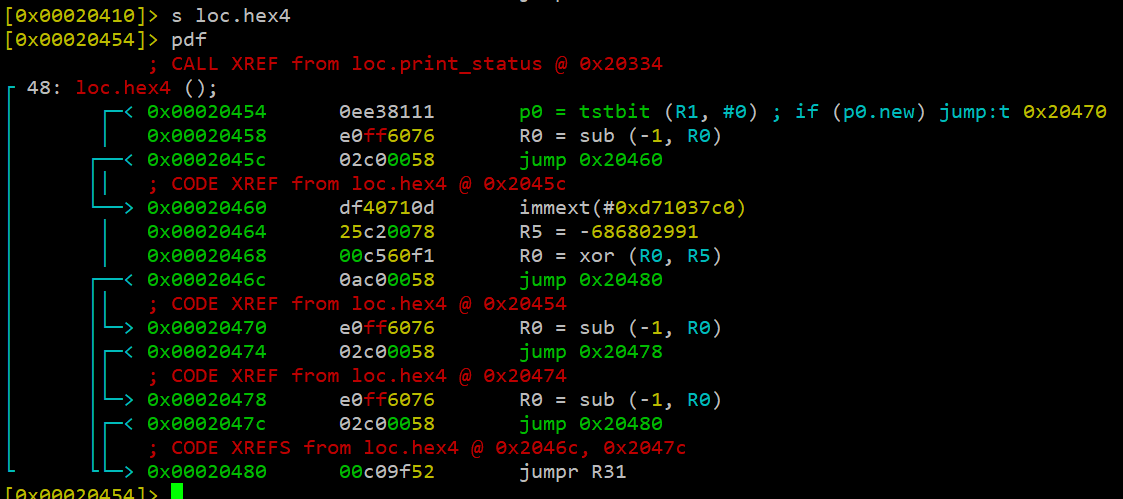 [0x00020410]> s loc.hex4
[0x00020454]> pdf
; CALL XREF from loc.print_status @ 0x20334
48: loc.hex4 ();
0x00020454 0ee38111 p0 = tstbit (R1, #0) ; if (p0.new) jump:t 0x20470
0x00020458 e0ff6076 R0 = sub (-1, R0)
0x0002045c 02c00058 jump 0x20460
; CODE XREF from loc.hex4 @ 0x2045c
0x00020460 df40710d immext(#0xd71037c0)
0x00020464 25c20078 R5 = -686802991
0x00020468 00c560f1 R0 = xor (R0, R5)
0x0002046c 0ac00058 jump 0x20480
; CODE XREF from loc.hex4 @ 0x20454
0x00020470 e0ff6076 R0 = sub (-1, R0)
0x00020474 02c00058 jump 0x20478
; CODE XREF from loc.hex4 @ 0x20474
0x00020478 e0ff6076 R0 = sub (-1, R0)
0x0002047c 02c00058 jump 0x20480
; CODE XREFS from loc.hex4 @ 0x2046c, 0x2047c
0x00020480 00c09f52 jumpr R31
[0x00020454]>